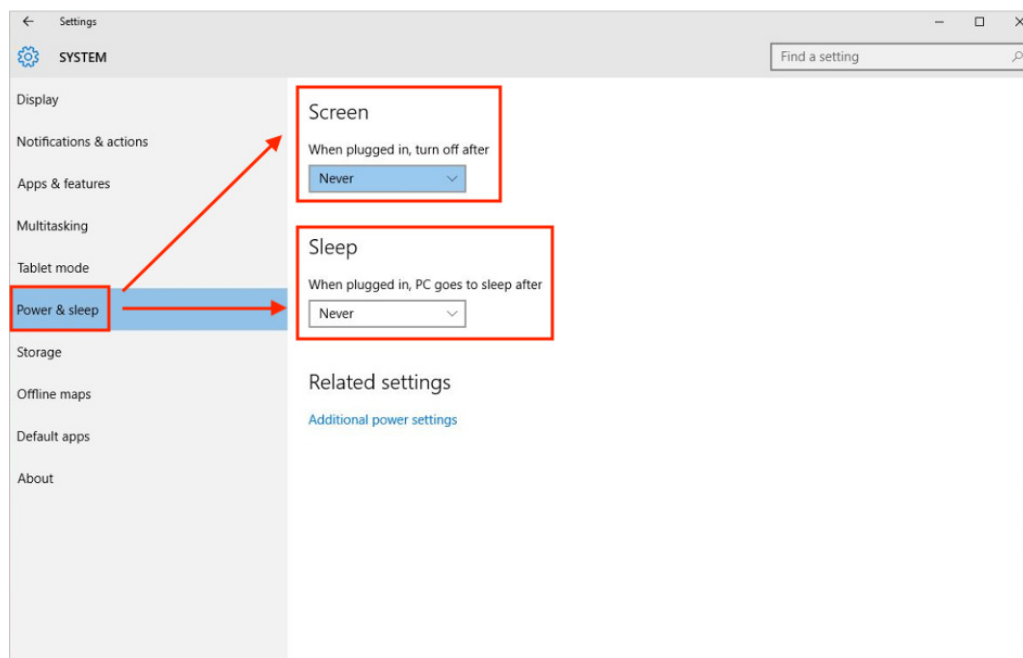 Settings
SYSTEM
Find a setting
Display
Notifications & actions
Apps & features
Multitasking
Tablet mode
Power & sleep
Storage
Offline maps
Default apps
About
Screen
When plugged in, turn off after
Never
Sleep
When plugged in, PC goes to sleep after
Never
Related settings
Additional power settings